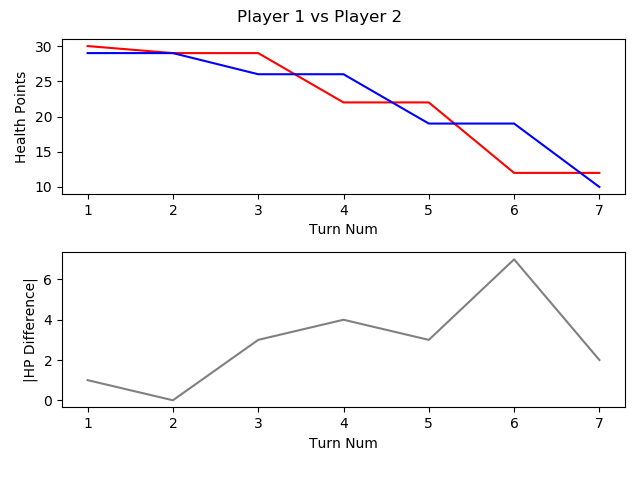 Player 1 vs Player 2
30
25
20
15
10
Health Points
1 2 3 4 5 6 7
Turn Num
6
4
2
0
|HP Difference|
1 2 3 4 5 6 7
Turn Num